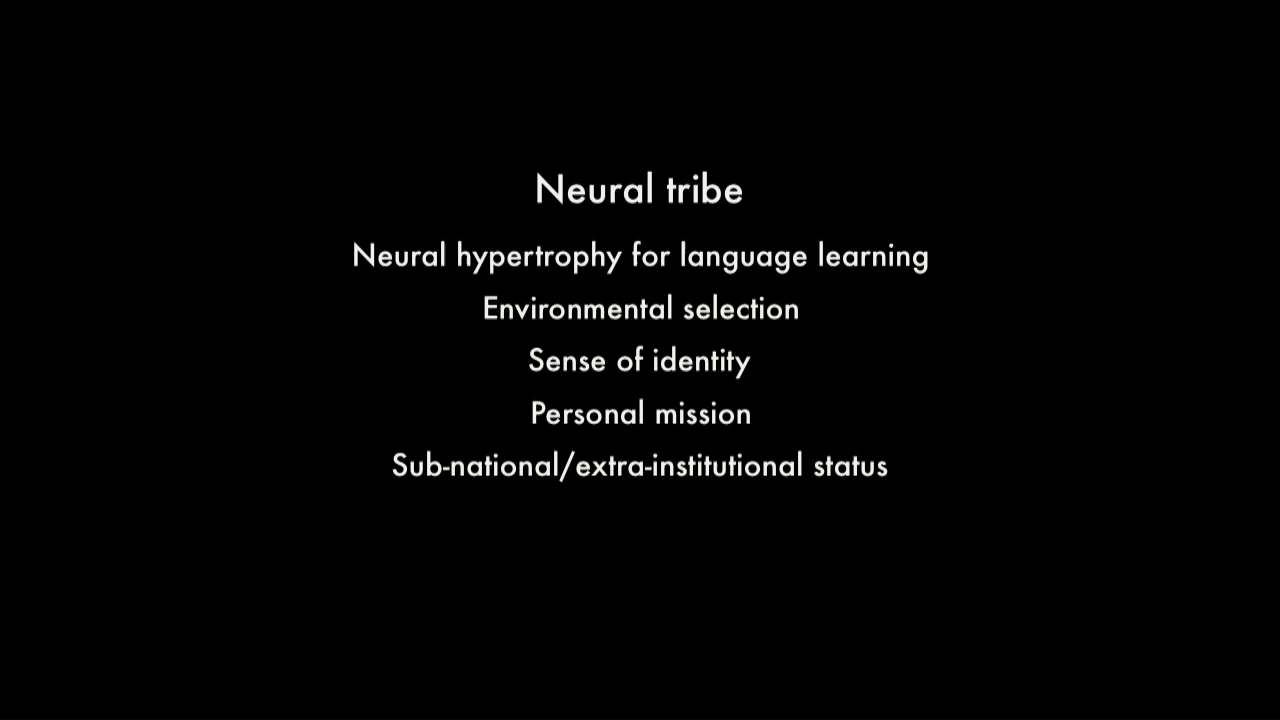 Neural tribe
Neural hypertrophy for language learning
Environmental selection
Sense of identity
Personal mission
Sub-national/extra-institutional status